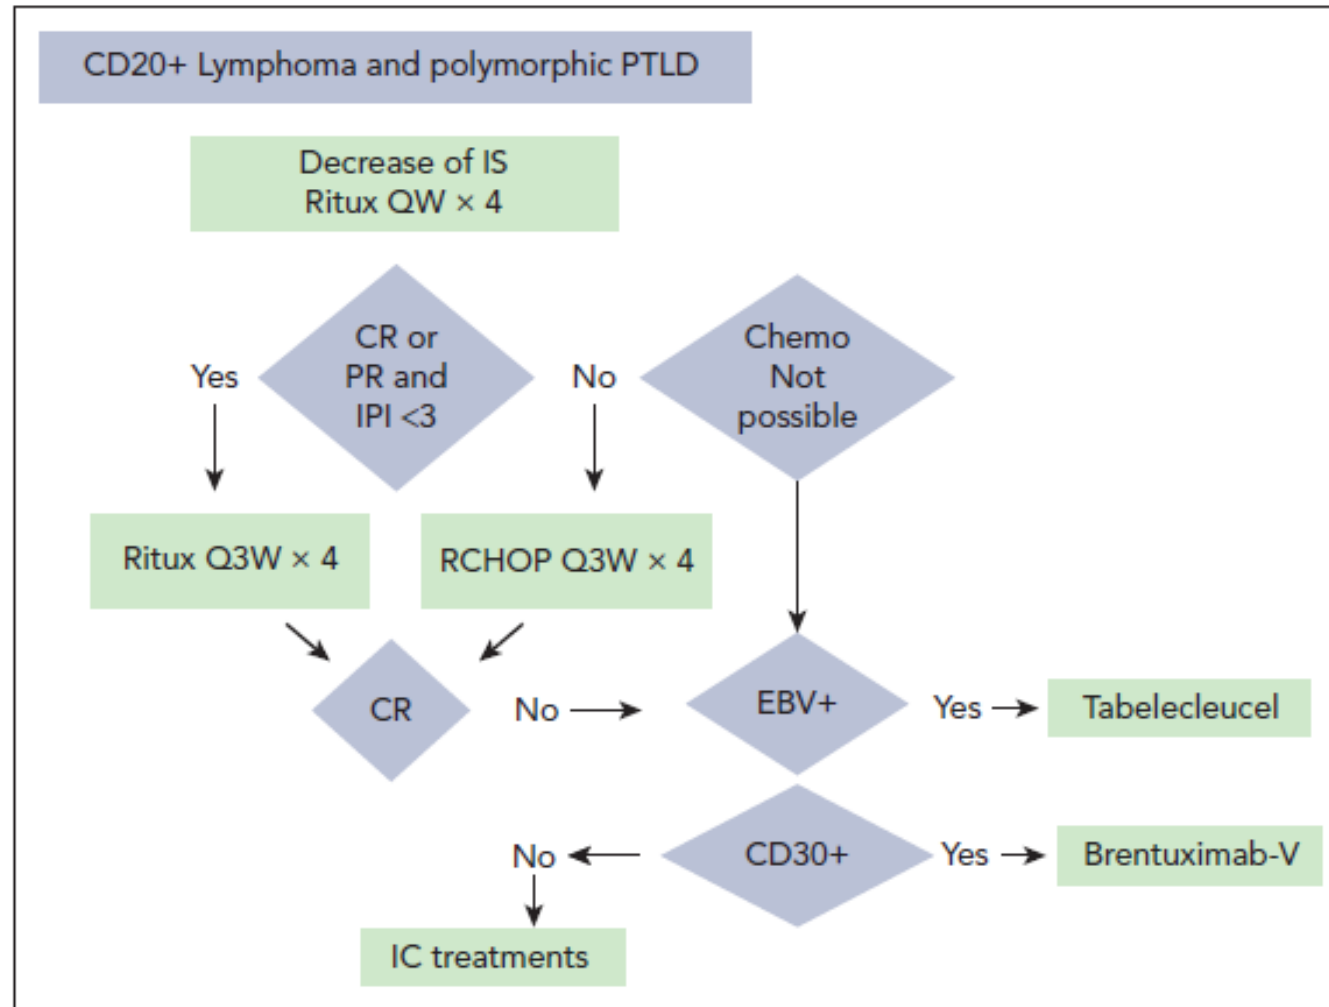 CD20+ Lymphoma and polymorphic PTLD
Decrease of IS
Ritux QW × 4
CR or
PR and
IPI <3
Yes
No
Chemo
Not
possible
Ritux Q3W × 4
RCHOP Q3W × 4
CR
No
EBV+
Yes
Tabelecleucel
No
CD30+
Yes
Brentuximab-V
IC treatments